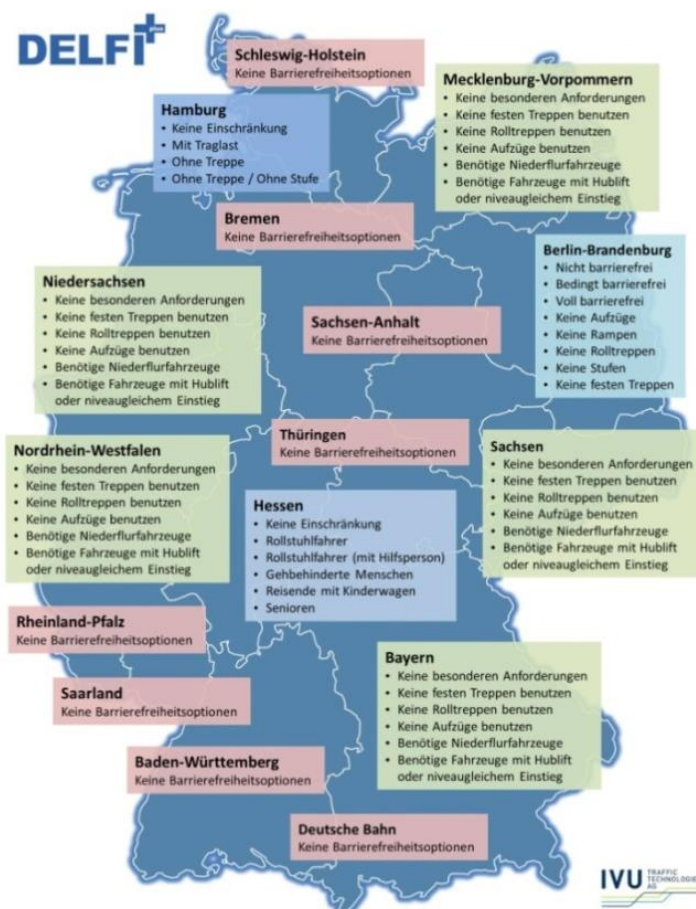 DELFI plus
Schleswig-Holstein
Keine Barrierefreiheitsoptionen
Mecklenburg-Vorpommern
• Keine besonderen Anforderungen
• Keine festen Treppen benutzen
• Keine Rolltreppen benutzen
• Keine Aufzüge benutzen
• Benötige Niederflurfahrzeuge
• Benötige Fahrzeuge mit Hublift
oder niveaugleichem Einstieg
Hamburg
• Keine Einschränkung
• Mit Traglast
• Ohne Treppe
• Ohne Treppe / Ohne Stufe
Bremen
Keine Barrierefreiheitsoptionen
Berlin-Brandenburg
• Nicht barrierefrei
• Bedingt barrierefrei
• Voll barrierefrei
• Keine Aufzüge
• Keine Rampen
• Keine Rolltreppen
• Keine Stufen
• Keine festen Treppen
Niedersachsen
• Keine besonderen Anforderungen
• Keine festen Treppen benutzen
• Keine Rolltreppen benutzen
• Keine Aufzüge benutzen
• Benötige Niederflurfahrzeuge
• Benötige Fahrzeuge mit Hublift
oder niveaugleichem Einstieg
Sachsen-Anhalt
Keine Barrierefreiheitsoptionen
Thüringen
Keine Barrierefreiheitsoptionen
Nordrhein-Westfalen
• Keine besonderen Anforderungen
• Keine festen Treppen benutzen
• Keine Rolltreppen benutzen
• Keine Aufzüge benutzen
• Benötige Niederflurfahrzeuge
• Benötige Fahrzeuge mit Hublift
oder niveaugleichem Einstieg
Sachsen
• Keine besonderen Anforderungen
• Keine festen Treppen benutzen
• Keine Rolltreppen benutzen
• Keine Aufzüge benutzen
• Benötige Niederflurfahrzeuge
• Benötige Fahrzeuge mit Hublift
oder niveaugleichem Einstieg
Hessen
• Keine Einschränkung
• Rollstuhlfahrer
• Rollstuhlfahrer (mit Hilfsperson)
• Gehbehinderte Menschen
• Reisende mit Kinderwagen
• Senioren
Rheinland-Pfalz
Keine Barrierefreiheitsoptionen
Saarland
Keine Barrierefreiheitsoptionen
Bayern
• Keine besonderen Anforderungen
• Keine festen Treppen benutzen
• Keine Rolltreppen benutzen
• Keine Aufzüge benutzen
• Benötige Niederflurfahrzeuge
• Benötige Fahrzeuge mit Hublift
oder niveaugleichem Einstieg
Baden-Württemberg
Keine Barrierefreiheitsoptionen
Deutsche Bahn
Keine Barrierefreiheitsoptionen
IVU TRAFFIC
TECHNOLOGIE
AG